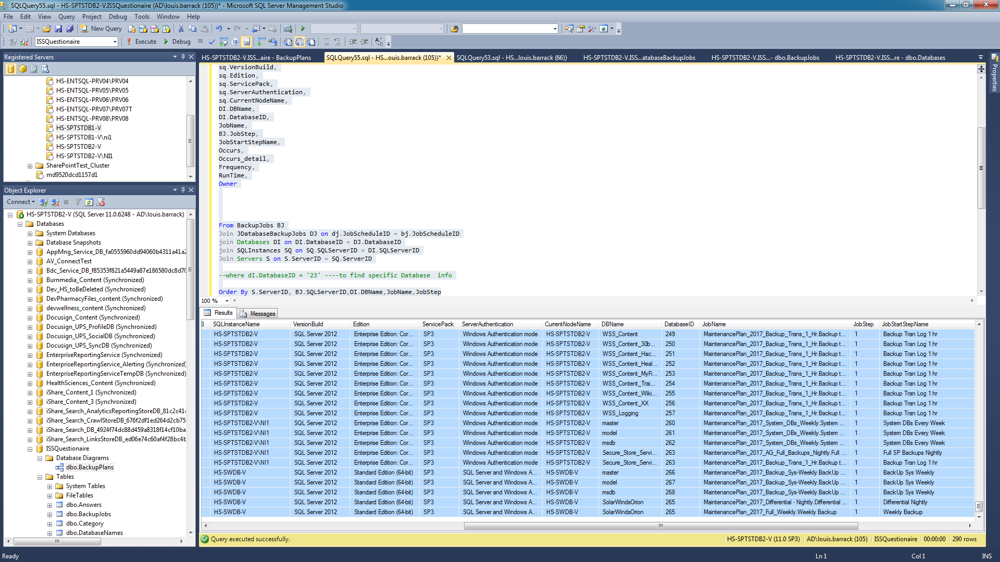 SQLQuery55.sql - HS-SPTSTDB2-V.ISSQuestionaire (AD\louis.barrack (105))* - Microsoft SQL Server Management Studio
File Edit View Query Project Debug Tools Window Help
New Query
ISSQuestionaire Execute Debug
Registered Servers
HS-ENTSQL-PRV04\PRV04
HS-ENTSQL-PRV05\PRV05
HS-ENTSQL-PRV06\PRV06
HS-ENTSQL-PRV07\PRV07T
HS-ENTSQL-PRV08\PRV08
HS-SPTSTDB1-V
HS-SPTSTDB1-V\ni1
HS-SPTSTDB2-V
HS-SPTSTDB2-V\NI1
SharePointTest_Cluster
md9520dcd1157d1
Object Explorer
Connect
HS-SPTSTDB2-V (SQL Server 11.0.6248 - AD\louis.barrack)
Databases
System Databases
Database Snapshots
AppMng_Service_DB_fa0555960dd94060b4311a41a2
AV_ConnectTest
Bdc_Service_DB_f85353f821a5449a87e186580dc8d70
Burnmedia_Content (Synchronized)
Dev_HS_toBeDeleted (Synchronized)
DevPharmacyFiles_content (Synchronized)
devwellness_content (Synchronized)
Docusign_Content (Synchronized)
Docusign_UPS_ProfileDB (Synchronized)
Docusign_UPS_SocialDB (Synchronized)
Docusign_UPS_SyncDB (Synchronized)
EnterpriseReportingService (Synchronized)
EnterpriseReportingService_Alerting (Synchronized)
EnterpriseReportingServiceTempDB (Synchronized)
HealthSciences_Content (Synchronized)
iShare_Content_1 (Synchronized)
iShare_Content_3 (Synchronized)
iShare_Search_AnalyticsReportingStoreDB_81c2c41
iShare_Search_CrawlStoreDB_676f2df1ed264d2cb75
iShare_Search_DB_4924f74dc88d459a8318f14cf10ba
iShare_Search_LinksStoreDB_ed06e74c60af4f28bc4b
ISSQuestionaire
Database Diagrams
dbo.BackupPlans
Tables
System Tables
FileTables
dbo.Answers
dbo.BackupJobs
dbo.Category
dbo.DatabaseNames
HS-SPTSTDB2-V.ISS...aire - BackupPlans SQLQuery55.sql - HS...ouis.barrack (105))* SQLQuery53.sql - HS...louis.barrack (66)) HS-SPTSTDB2-V.ISS...atabaseBackupJobs HS-SPTSTDB2-V.ISS...- dbo.BackupJobs HS-SPTSTDB2-V.ISS...re - dbo.Databases
Properties
sq.VersionBuild,
sq.Edition,
sq.ServicePack,
sq.ServerAuthentication,
sq.CurrentNodeName,
DI.DBName,
DI.DatabaseID,
JobName,
BJ.JobStep,
JobStartStepName,
Occurs,
Occurs_detail,
Frequency,
RunTime,
Owner
From BackupJobs BJ
Join JDatabaseBackupJobs DJ on dj.JobScheduleID = bj.JobScheduleID
join Databases DI on DI.DatabaseID = DJ.DatabaseID
join SQLInstances SQ on SQ.SQLServerID = DI.SQLServerID
Join Servers S on S.ServerID = SQ.ServerID
--where dI.DatabaseID = '23' ----to find specific Database  info
Order By S.ServerID, BJ.SQLServerID,DI.DBName,JobName,JobStep
100 %
Results Messages
SQLInstanceName VersionBuild Edition ServicePack ServerAuthentication CurrentNodeName DBName DatabaseID JobName JobStep JobStartStepName
HS-SPTSTDB2-V SQL Server 2012 Enterprise Edition: Cor... SP3 Windows Authentication mode HS-SPTSTDB2-V WSS_Content 249 MaintenancePlan_2017_Backup_Trans_1_Hr.Backup t... 1 Backup Tran Log 1 hr
HS-SPTSTDB2-V SQL Server 2012 Enterprise Edition: Cor... SP3 Windows Authentication mode HS-SPTSTDB2-V WSS_Content_30b... 250 MaintenancePlan_2017_Backup_Trans_1_Hr.Backup t... 1 Backup Tran Log 1 hr
HS-SPTSTDB2-V SQL Server 2012 Enterprise Edition: Cor... SP3 Windows Authentication mode HS-SPTSTDB2-V WSS_Content_Hac... 251 MaintenancePlan_2017_Backup_Trans_1_Hr.Backup t... 1 Backup Tran Log 1 hr
HS-SPTSTDB2-V SQL Server 2012 Enterprise Edition: Cor... SP3 Windows Authentication mode HS-SPTSTDB2-V WSS_Content_Heal... 252 MaintenancePlan_2017_Backup_Trans_1_Hr.Backup t... 1 Backup Tran Log 1 hr
HS-SPTSTDB2-V SQL Server 2012 Enterprise Edition: Cor... SP3 Windows Authentication mode HS-SPTSTDB2-V WSS_Content_MyFi... 253 MaintenancePlan_2017_Backup_Trans_1_Hr.Backup t... 1 Backup Tran Log 1 hr
HS-SPTSTDB2-V SQL Server 2012 Enterprise Edition: Cor... SP3 Windows Authentication mode HS-SPTSTDB2-V WSS_Content_Trai... 254 MaintenancePlan_2017_Backup_Trans_1_Hr.Backup t... 1 Backup Tran Log 1 hr
HS-SPTSTDB2-V SQL Server 2012 Enterprise Edition: Cor... SP3 Windows Authentication mode HS-SPTSTDB2-V WSS_Content_Wiki... 255 MaintenancePlan_2017_Backup_Trans_1_Hr.Backup t... 1 Backup Tran Log 1 hr
HS-SPTSTDB2-V SQL Server 2012 Enterprise Edition: Cor... SP3 Windows Authentication mode HS-SPTSTDB2-V WSS_Content_XX 256 MaintenancePlan_2017_Backup_Trans_1_Hr.Backup t... 1 Backup Tran Log 1 hr
HS-SPTSTDB2-V SQL Server 2012 Enterprise Edition: Cor... SP3 Windows Authentication mode HS-SPTSTDB2-V WSS_Logging 257 MaintenancePlan_2017_Backup_Trans_1_Hr.Backup t... 1 Backup Tran Log 1 hr
HS-SPTSTDB2-V\NI1 SQL Server 2012 Enterprise Edition: Cor... SP3 Windows Authentication mode HS-SPTSTDB2-V master 260 MaintenancePlan_2017_System_DBs_Weekly.System ... 1 System DBs Every Week
HS-SPTSTDB2-V\NI1 SQL Server 2012 Enterprise Edition: Cor... SP3 Windows Authentication mode HS-SPTSTDB2-V model 261 MaintenancePlan_2017_System_DBs_Weekly.System ... 1 System DBs Every Week
HS-SPTSTDB2-V\NI1 SQL Server 2012 Enterprise Edition: Cor... SP3 Windows Authentication mode HS-SPTSTDB2-V msdb 262 MaintenancePlan_2017_System_DBs_Weekly.System ... 1 System DBs Every Week
HS-SPTSTDB2-V\NI1 SQL Server 2012 Enterprise Edition: Cor... SP3 Windows Authentication mode HS-SPTSTDB2-V Secure_Store_Servi... 263 MaintenancePlan_2017_AG_Full_Backups_Nightly.Full ... 1 Full SP Backups Nightly
HS-SPTSTDB2-V\NI1 SQL Server 2012 Enterprise Edition: Cor... SP3 Windows Authentication mode HS-SPTSTDB2-V Secure_Store_Servi... 263 MaintenancePlan_2017_Backup_Trans_1_Hr.Backup t... 1 Backup Tran Log 1 hr
HS-SWDB-V SQL Server 2012 Standard Edition (64-bit) SP3 SQL Server and Windows A... HS-SWDB-V master 266 MaintenancePlan_2017_Backup_Sys-Weekly.BackUp ... 1 BackUp Sys Weekly
HS-SWDB-V SQL Server 2012 Standard Edition (64-bit) SP3 SQL Server and Windows A... HS-SWDB-V model 267 MaintenancePlan_2017_Backup_Sys-Weekly.BackUp ... 1 BackUp Sys Weekly
HS-SWDB-V SQL Server 2012 Standard Edition (64-bit) SP3 SQL Server and Windows A... HS-SWDB-V msdb 268 MaintenancePlan_2017_Backup_Sys-Weekly.BackUp ... 1 BackUp Sys Weekly
HS-SWDB-V SQL Server 2012 Standard Edition (64-bit) SP3 SQL Server and Windows A... HS-SWDB-V SolarWindsOrion 265 MaintenancePlan_2017_Differential - Nightly.Differential ... 1 Differential Nightly
HS-SWDB-V SQL Server 2012 Standard Edition (64-bit) SP3 SQL Server and Windows A... HS-SWDB-V SolarWindsOrion 265 MaintenancePlan_2017_Full_Weekly.Weekly Backup 1 Weekly Backup
Query executed successfully. HS-SPTSTDB2-V (11.0 SP3) AD\louis.barrack (105) ISSQuestionaire 00:00:00 290 rows
Ready Ln 1 Col 1 INS